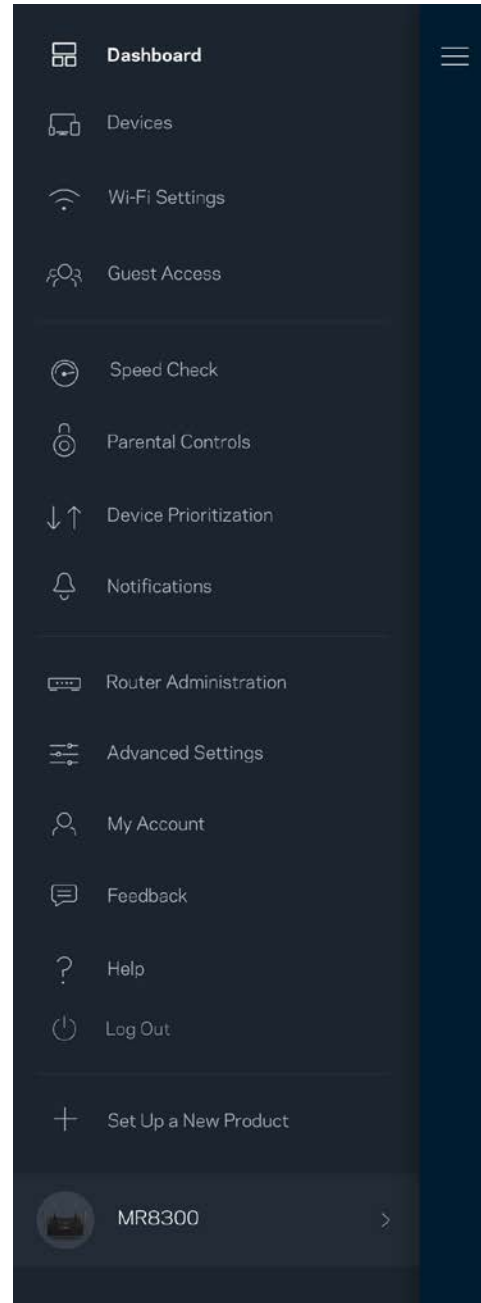 Dashboard
Devices
Wi-Fi Settings
Guest Access
Speed Check
Parental Controls
Device Prioritization
Notifications
Router Administration
Advanced Settings
My Account
Feedback
Help
Log Out
Set Up a New Product
MR8300